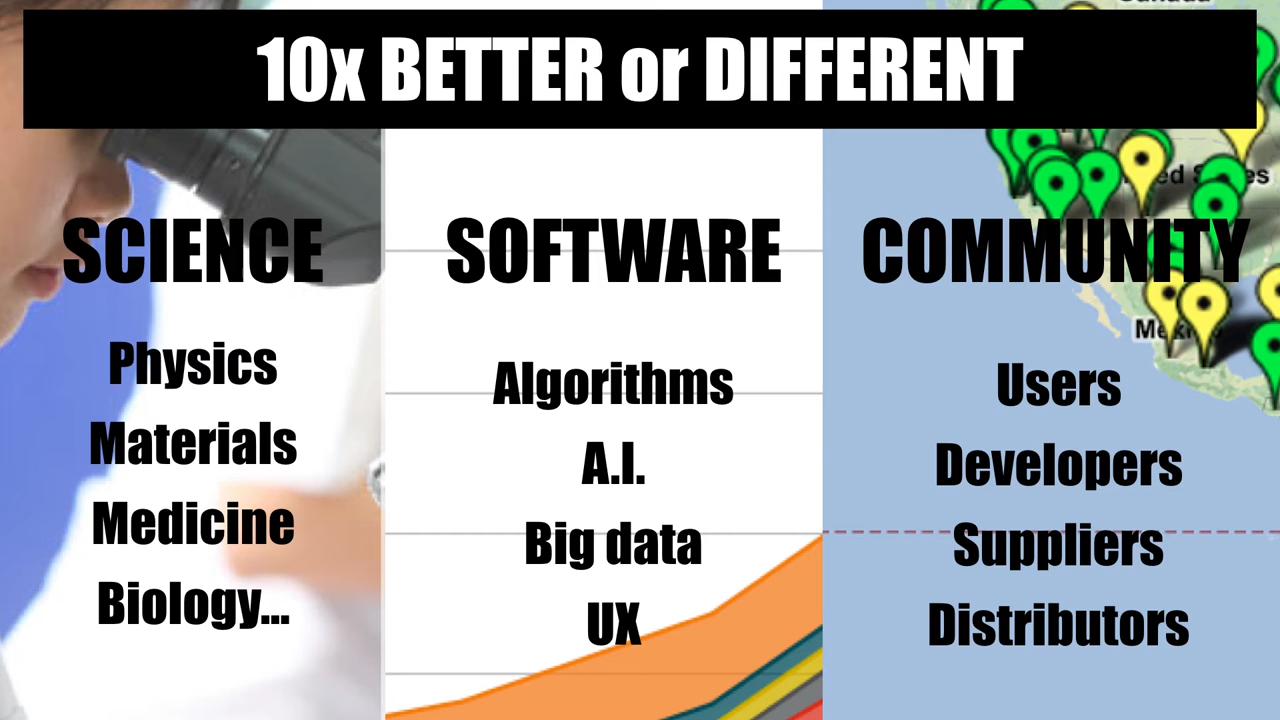 10x BETTER or DIFFERENT
SCIENCE
Physics
Materials
Medicine
Biology...
SOFTWARE
Algorithms
A.I.
Big data
UX
COMMUNITY
Users
Developers
Suppliers
Distributors
Mexico